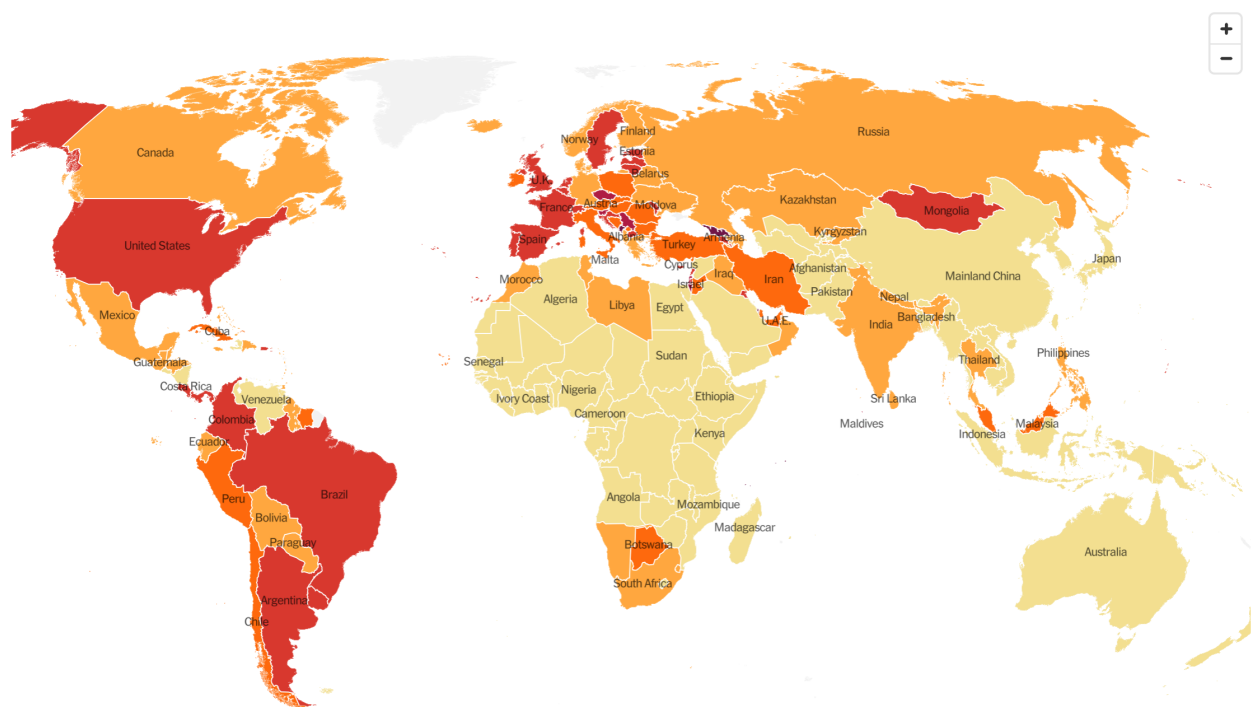 +
−
Norway
Finland
Russia
Canada
Estonia
U.K.
Belarus
Kazakhstan
France
Austria
Moldova
Mongolia
United States
Spain
Albania
Armenia
Kyrgyzstan
Turkey
Malta
Cyprus
Afghanistan
Japan
Morocco
Israel
Iraq
Iran
Mainland China
Algeria
Libya
Egypt
Pakistan
Nepal
Mexico
U.A.E.
India
Bangladesh
Cuba
Guatemala
Senegal
Sudan
Thailand
Philippines
Costa Rica
Nigeria
Venezuela
Ivory Coast
Ethiopia
Sri Lanka
Colombia
Cameroon
Maldives
Malaysia
Ecuador
Kenya
Indonesia
Peru
Brazil
Angola
Mozambique
Bolivia
Madagascar
Paraguay
Botswana
Australia
South Africa
Argentina
Chile